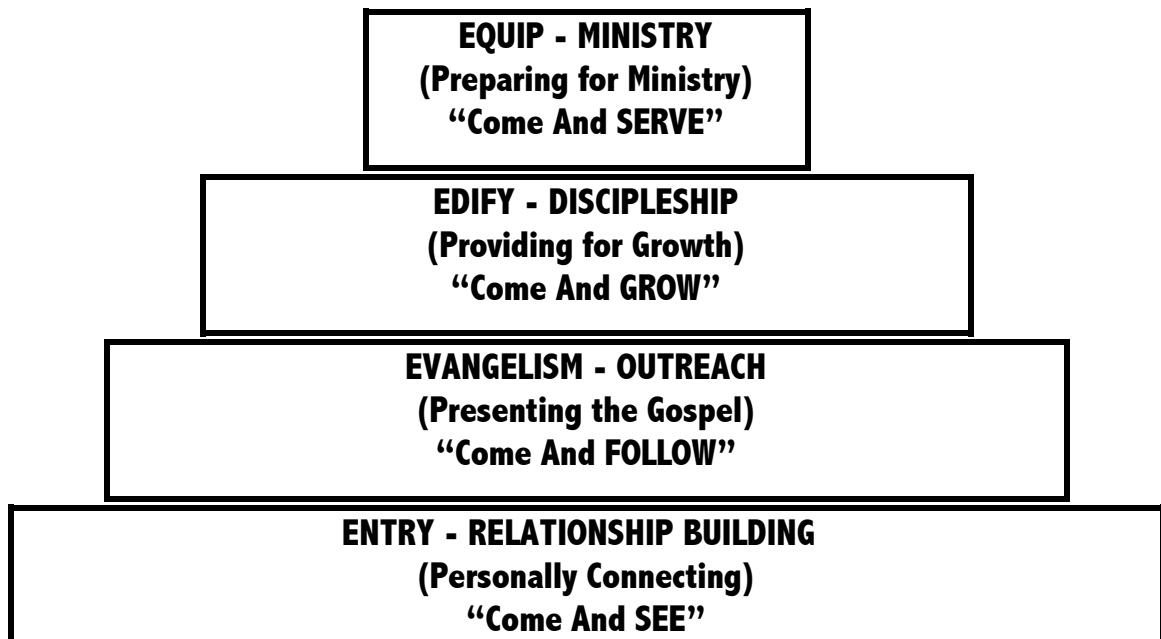 EQUIP - MINISTRY
(Preparing for Ministry)
“Come And SERVE”
EDIFY - DISCIPLESHIP
(Providing for Growth)
“Come And GROW”
EVANGELISM - OUTREACH
(Presenting the Gospel)
“Come And FOLLOW”
ENTRY - RELATIONSHIP BUILDING
(Personally Connecting)
“Come And SEE”